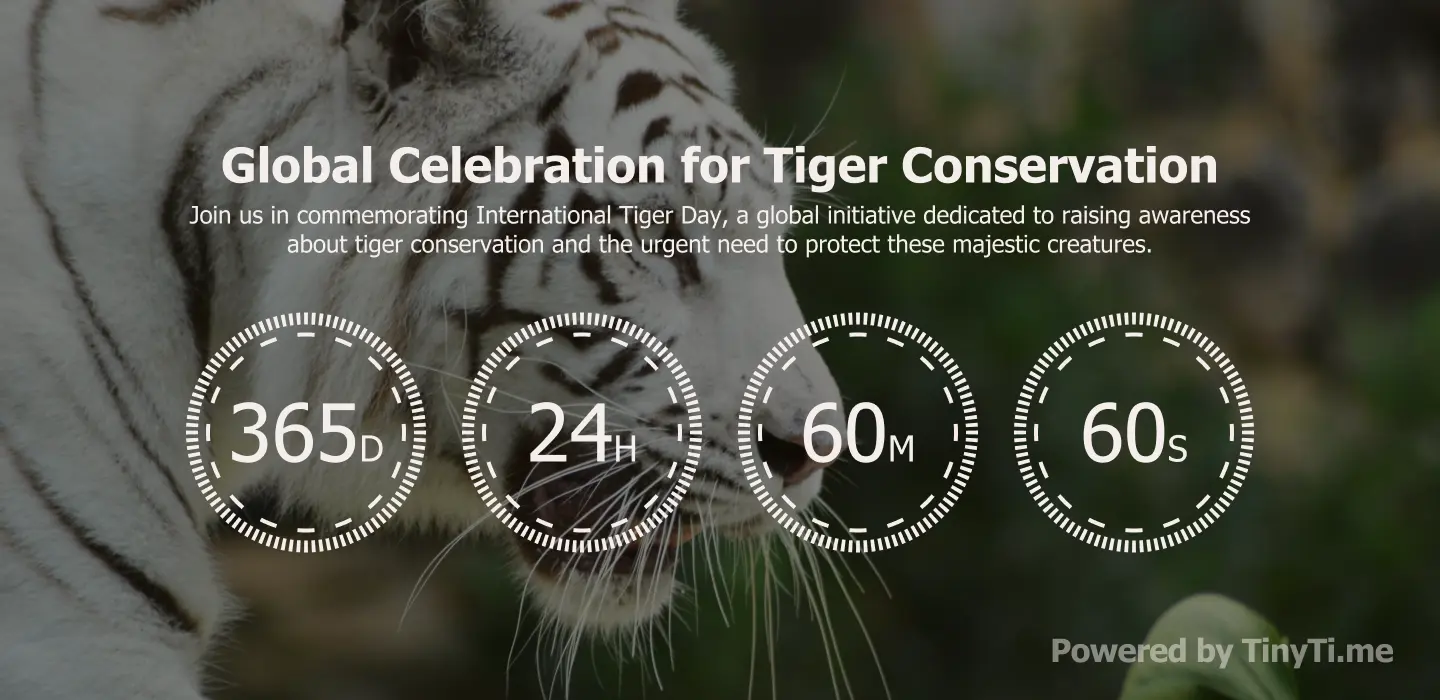 Global Celebration for Tiger Conservation
Join us in commemorating International Tiger Day, a global initiative dedicated to raising awareness
about tiger conservation and the urgent need to protect these majestic creatures.
365D 24H 60M 60S
Powered by TinyTi.me